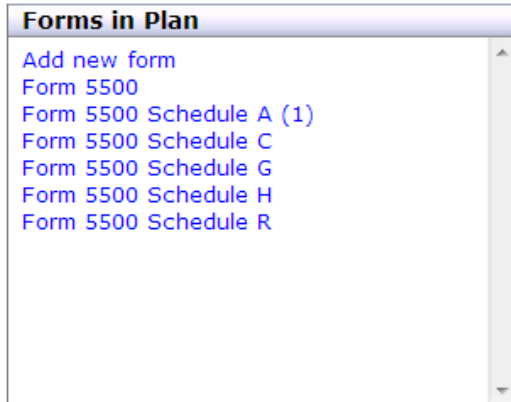 Forms in Plan
Add new form
Form 5500
Form 5500 Schedule A (1)
Form 5500 Schedule C
Form 5500 Schedule G
Form 5500 Schedule H
Form 5500 Schedule R